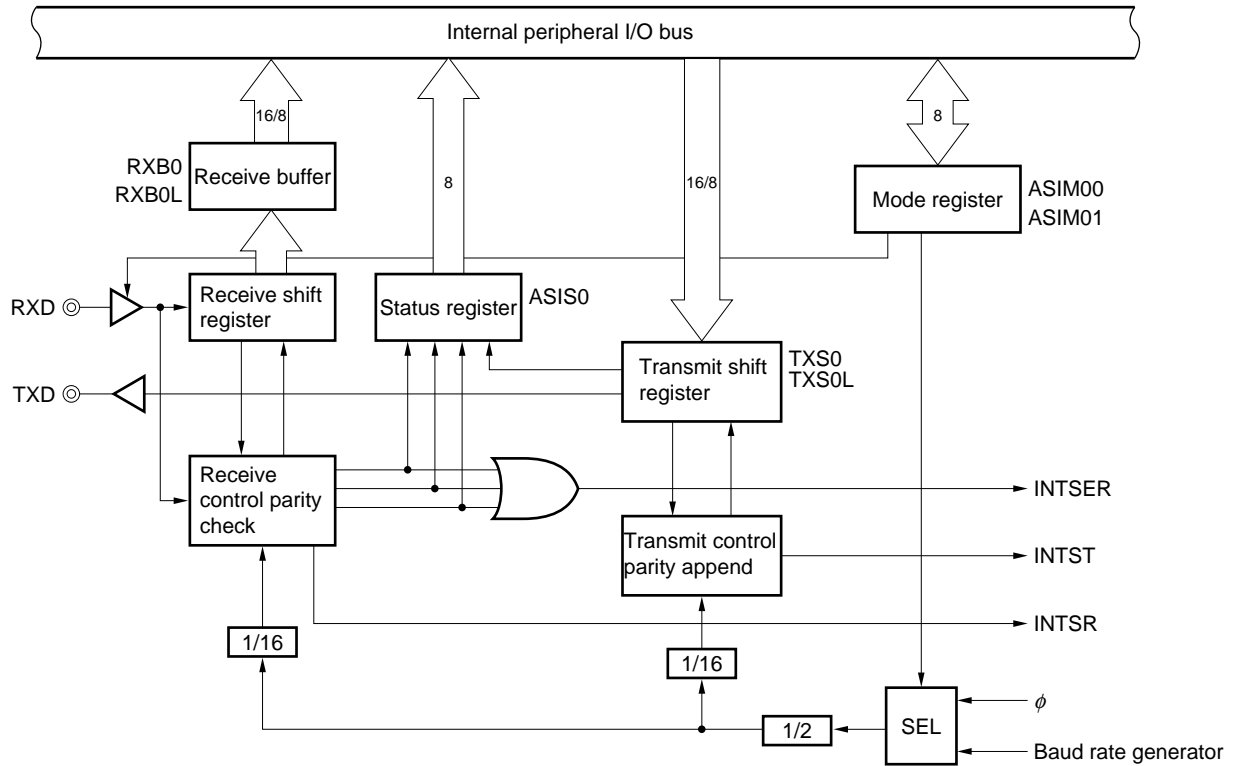 Internal peripheral I/O bus
16/8
8
16/8
8
RXB0
RXB0L
Receive buffer
Mode register
ASIM00
ASIM01
RXD
Receive shift
register
Status register
ASIS0
TXD
Transmit shift
register
TXS0
TXS0L
Receive
control parity
check
INTSER
Transmit control
parity append
INTST
INTSR
1/16
1/16
1/2
SEL
ϕ
Baud rate generator